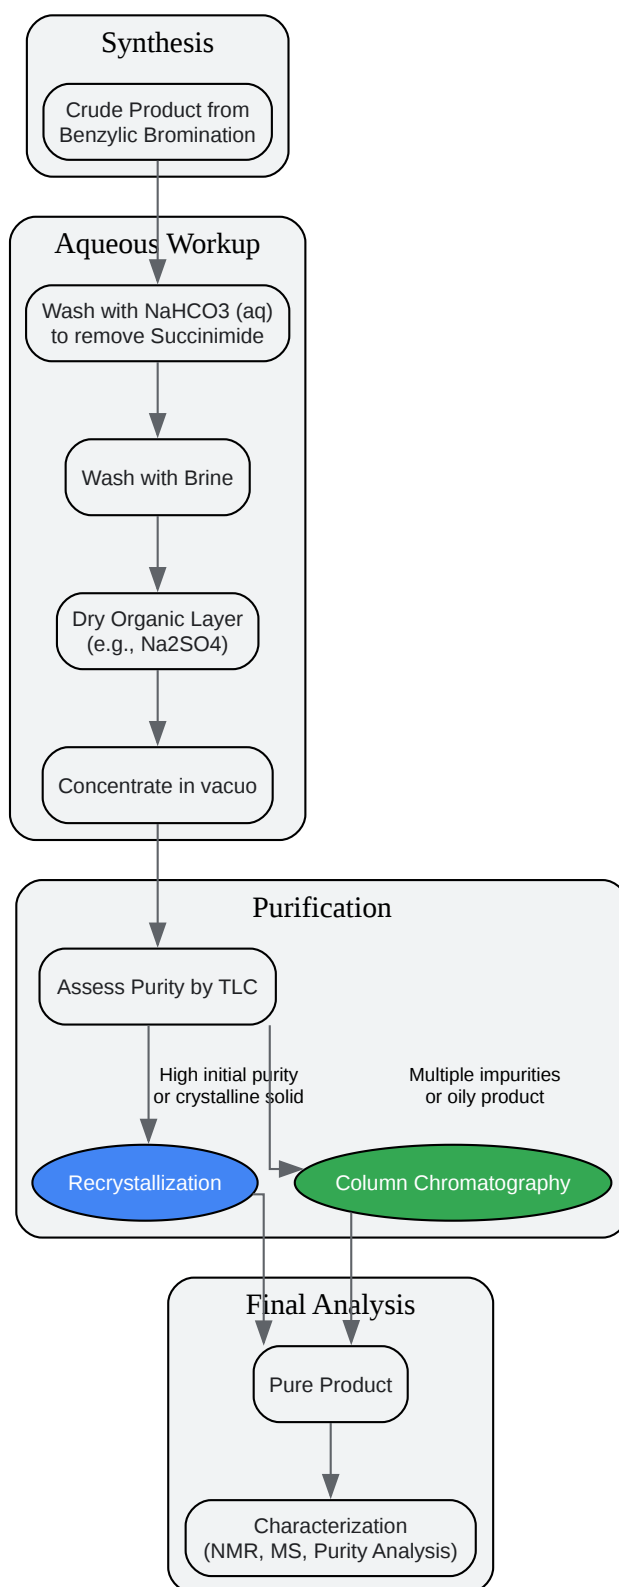 Synthesis
Crude Product from
Benzylic Bromination
Aqueous Workup
Wash with NaHCO3 (aq)
to remove Succinimide
Wash with Brine
Dry Organic Layer
(e.g., Na2SO4)
Concentrate in vacuo
Purification
Assess Purity by TLC
High initial purity
or crystalline solid
Multiple impurities
or oily product
Recrystallization
Column Chromatography
Final Analysis
Pure Product
Characterization
(NMR, MS, Purity Analysis)